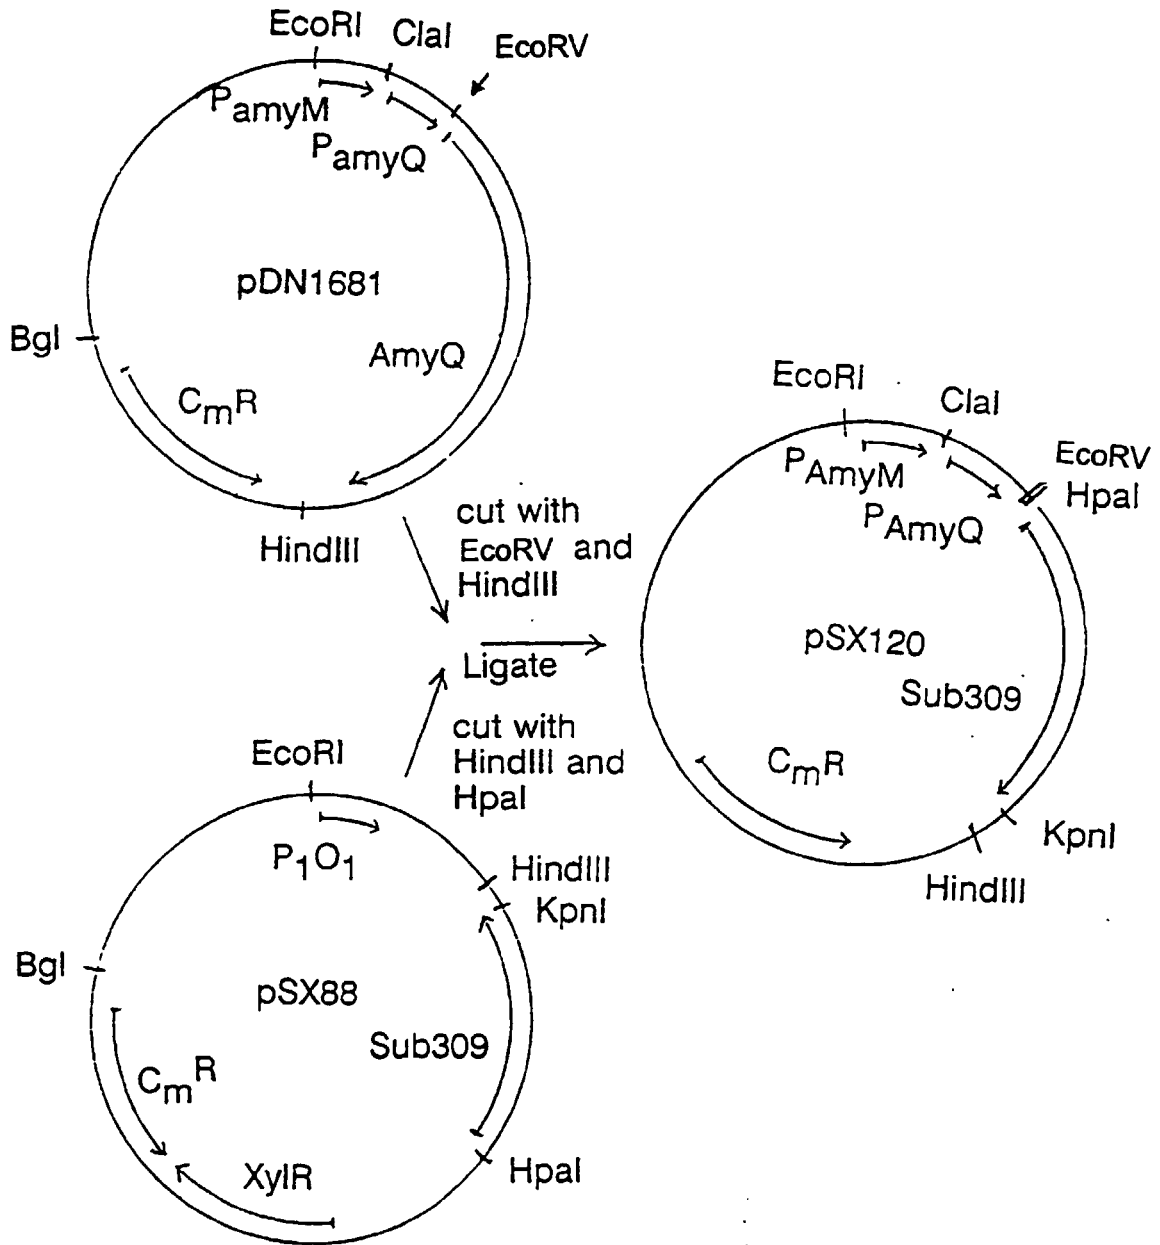 EcoRI
ClaI
EcoRV
PamyM
PamyQ
pDN1681
BgI
AmyQ
CmR
HindIII
cut with
EcoRV and
HindIII
Ligate
cut with
HindIII and
HpaI
EcoRI
P1O1
HindIII
KpnI
BgI
pSX88
Sub309
CmR
XylR
HpaI
EcoRI
ClaI
EcoRV
HpaI
PAmyM
PAmyQ
pSX120
Sub309
CmR
KpnI
HindIII